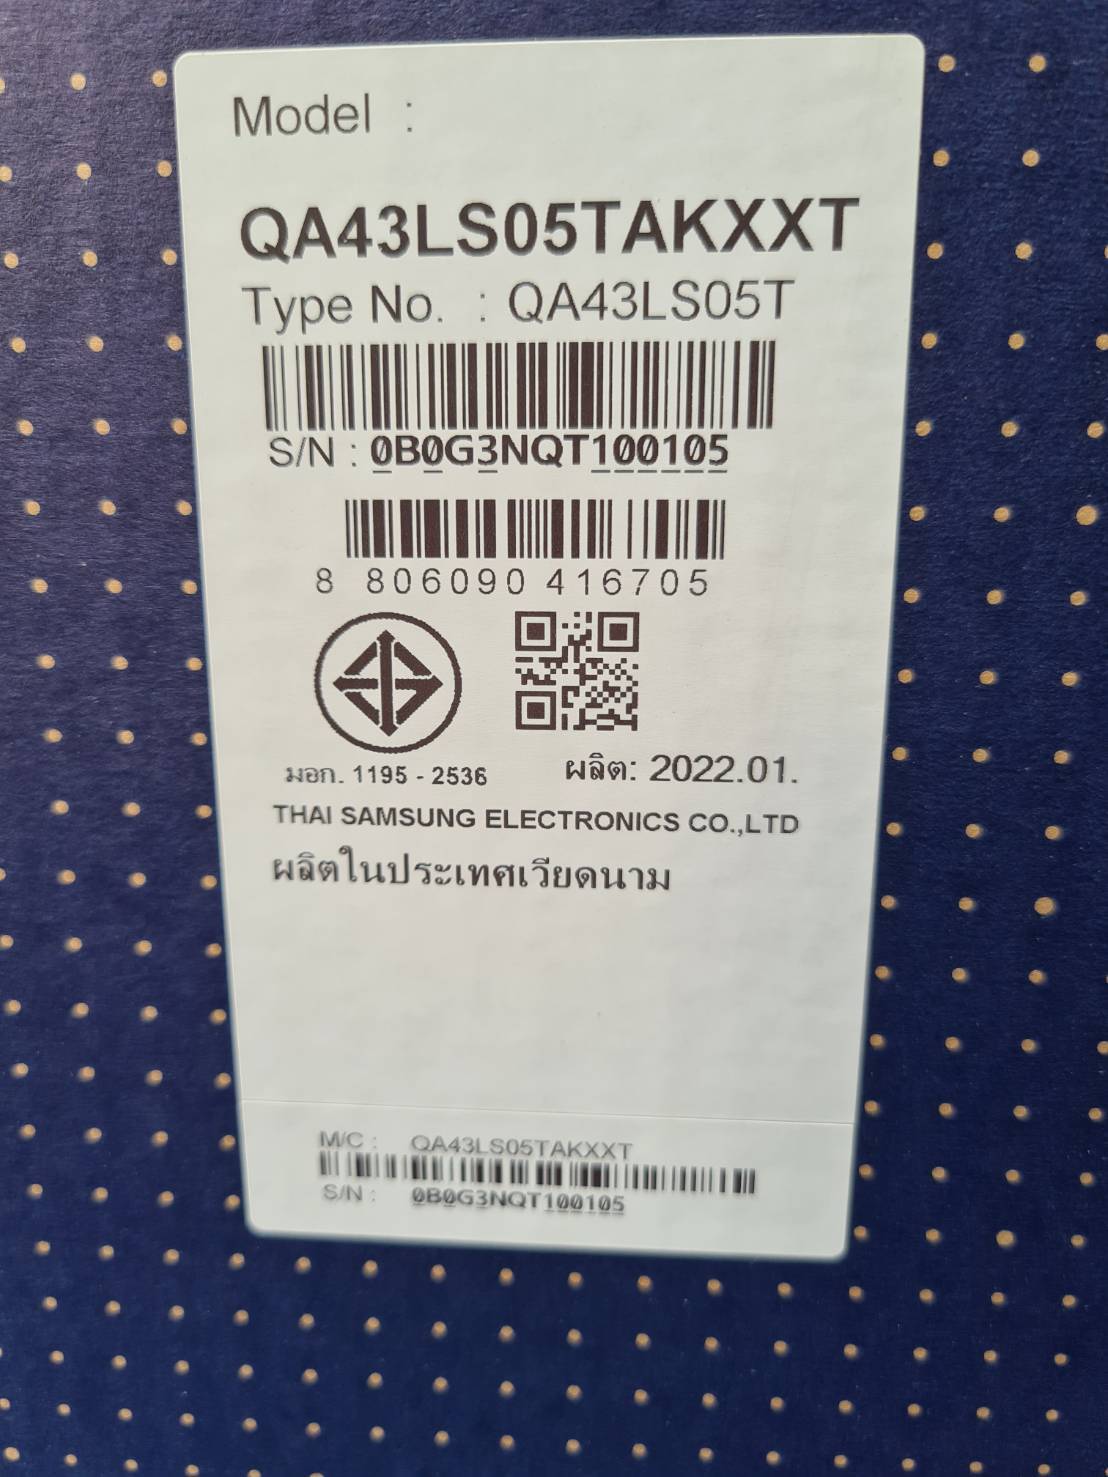 Model :
QA43LS05TAKXXT
Type No. : QA43LS05T
S/N : 0B0G3NQT100105
8 806090 416705
มอก. 1195 - 2536
ผลิต: 2022.01.
THAI SAMSUNG ELECTRONICS CO.,LTD
ผลิตในประเทศเวียดนาม
M/C : QA43LS05TAKXXT
S/N : 0B0G3NQT100105